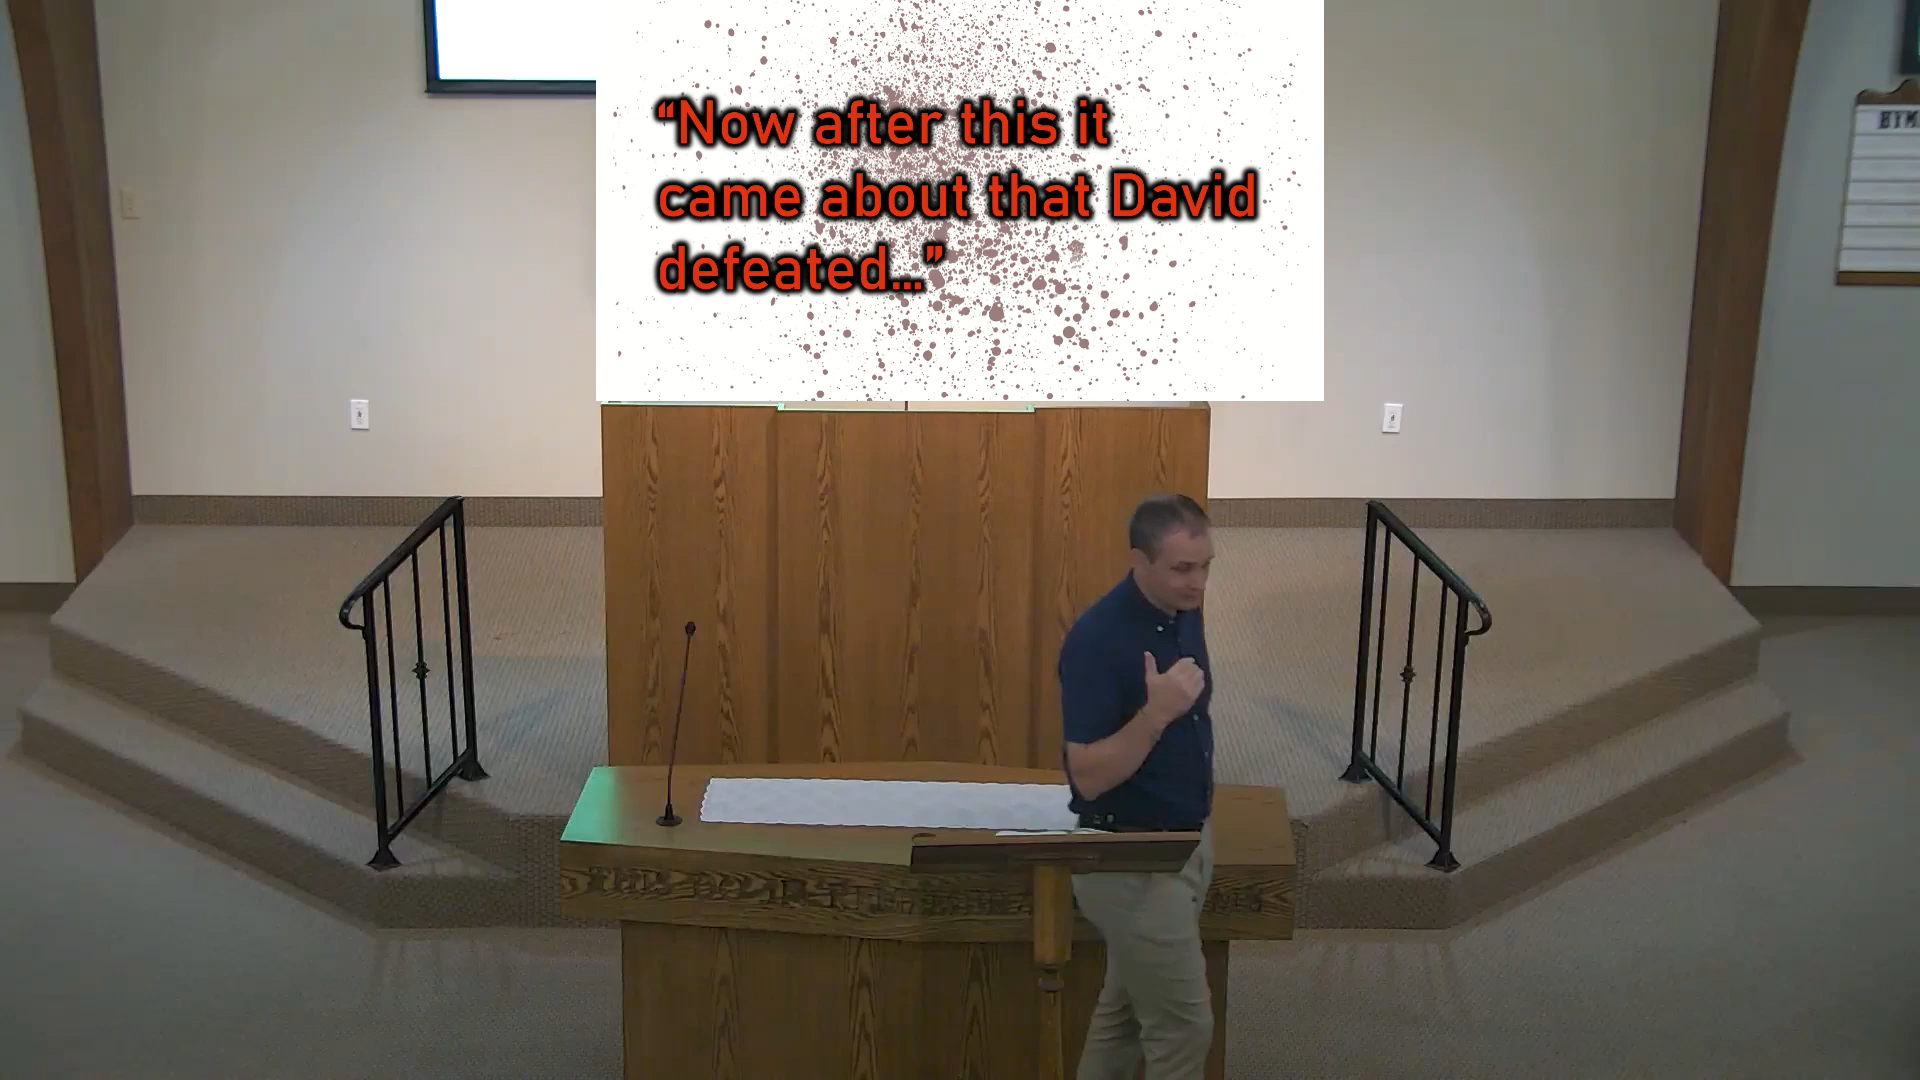 “Now after this it
came about that David
defeated...”